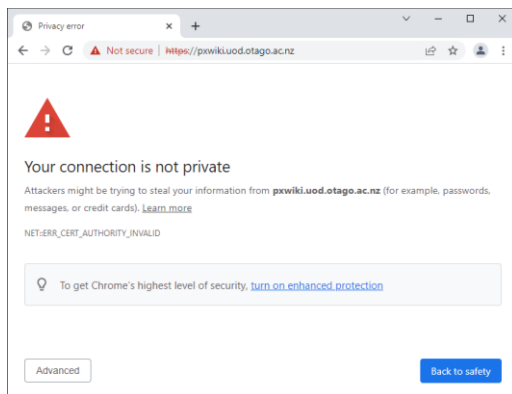 Privacy error
Not secure | https://pxwiki.uod.otago.ac.nz
Your connection is not private
Attackers might be trying to steal your information from pxwiki.uod.otago.ac.nz (for example, passwords,
messages, or credit cards). Learn more
NET::ERR_CERT_AUTHORITY_INVALID
To get Chrome's highest level of security, turn on enhanced protection
Advanced
Back to safety